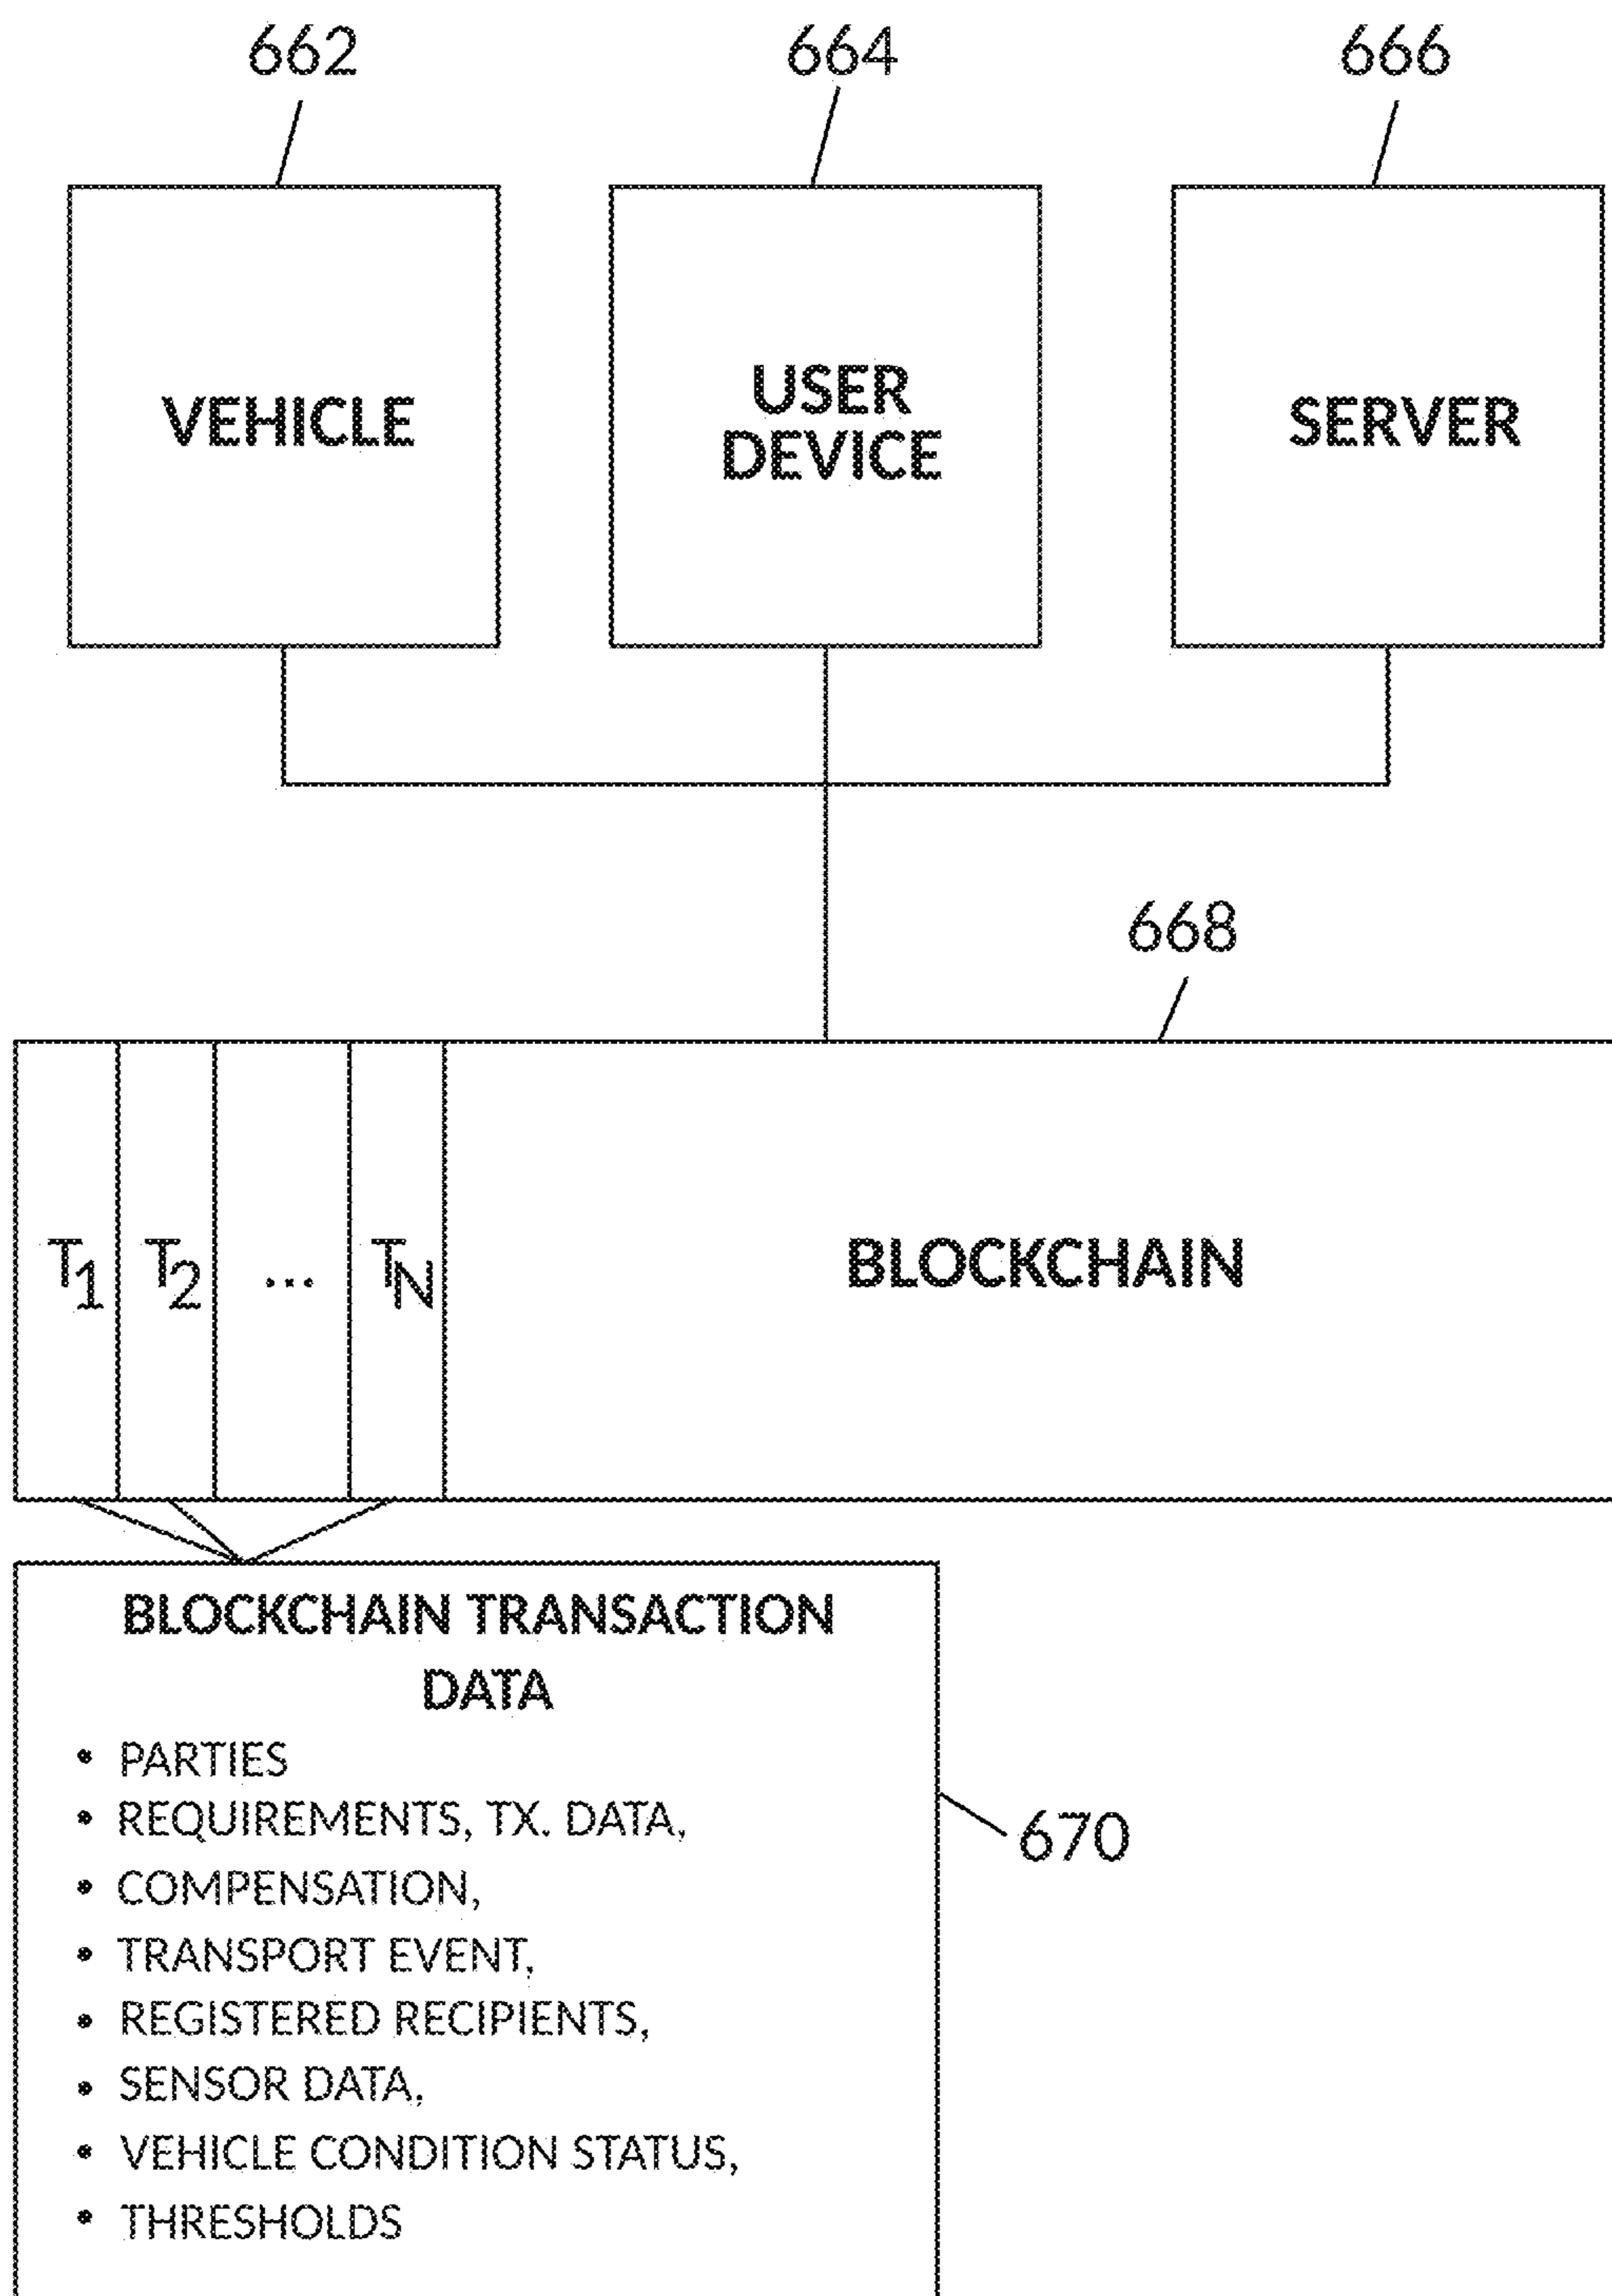 662 664 666
VEHICLE
USER
DEVICE
SERVER
668
T1 T2 ... TN BLOCKCHAIN
BLOCKCHAIN TRANSACTION
DATA
• PARTIES
• REQUIREMENTS, TX. DATA,
• COMPENSATION,
• TRANSPORT EVENT,
• REGISTERED RECIPIENTS,
• SENSOR DATA,
• VEHICLE CONDITION STATUS,
• THRESHOLDS
670